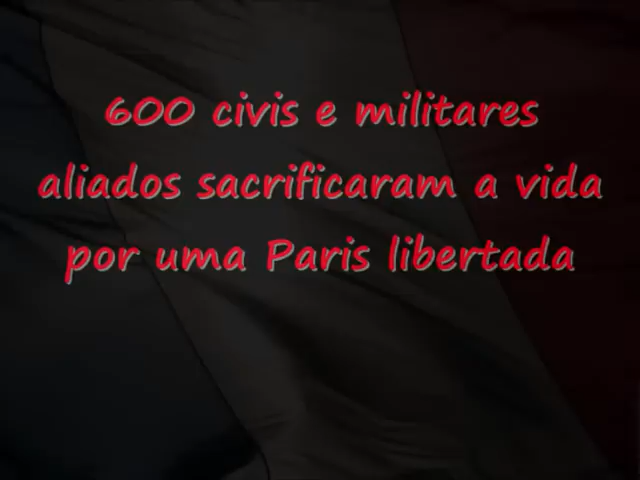 600 civis e militares
aliados sacrificaram a vida
por uma Paris libertada